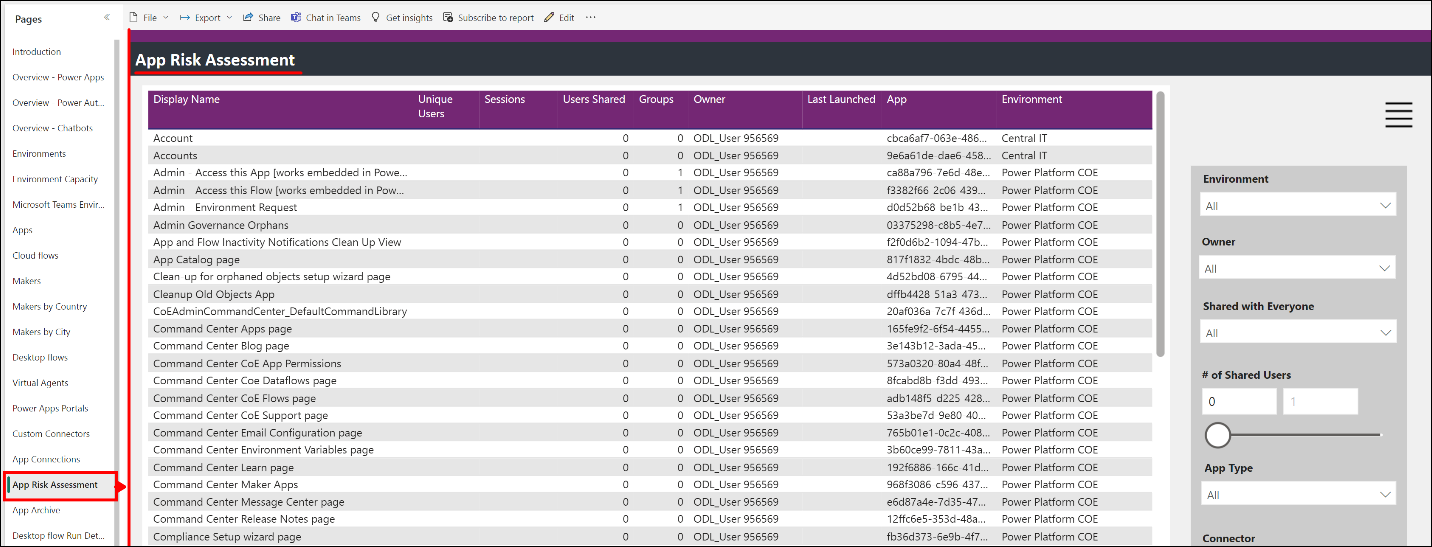 Pages
File
Export
Share
Chat in Teams
Get insights
Subscribe to report
Edit
Introduction
Overview - Power Apps
Overview - Power Aut...
Overview - Chatbots
Environments
Environment Capacity
Microsoft Teams Envir...
Apps
Cloud flows
Makers
Makers by Country
Makers by City
Desktop flows
Virtual Agents
Power Apps Portals
Custom Connectors
App Connections
App Risk Assessment
App Archive
Desktop flow Run Det...
App Risk Assessment
Display Name Unique Users Sessions Users Shared Groups Owner Last Launched App Environment
Account 0 0 ODL_User 956569 cbca6af7-063e-486... Central IT
Accounts 0 0 ODL_User 956569 9e6a61de-dae6-458... Central IT
Admin - Access this App [works embedded in Powe... 0 1 ODL_User 956569 ca88a796-7e6d-48e... Power Platform COE
Admin - Access this Flow [works embedded in Pow... 0 1 ODL_User 956569 f3382f66-2c06-439... Power Platform COE
Admin - Environment Request 0 1 ODL_User 956569 d0d52b68-be1b-43... Power Platform COE
Admin Governance Orphans 0 0 ODL_User 956569 03375298-c8b5-4e7... Power Platform COE
App and Flow Inactivity Notifications Clean Up View 0 0 ODL_User 956569 f2f0d6b2-1094-47b... Power Platform COE
App Catalog page 0 0 ODL_User 956569 817f1832-4bdc-48b... Power Platform COE
Clean-up for orphaned objects setup wizard page 0 0 ODL_User 956569 4d52bd08-6795-44... Power Platform COE
Cleanup Old Objects App 0 0 ODL_User 956569 dffb4428-51a3-473... Power Platform COE
CoEAdminCommandCenter_DefaultCommandLibrary 0 0 ODL_User 956569 20af036a-7c7f-436d... Power Platform COE
Command Center Apps page 0 0 ODL_User 956569 165fe9f2-6f54-4455... Power Platform COE
Command Center Blog page 0 0 ODL_User 956569 3e143b12-3ada-45... Power Platform COE
Command Center CoE App Permissions 0 0 ODL_User 956569 573a0320-80a4-48f... Power Platform COE
Command Center Coe Dataflows page 0 0 ODL_User 956569 8fcabd8b-f3dd-493... Power Platform COE
Command Center CoE Flows page 0 0 ODL_User 956569 adb148f5-d225-428... Power Platform COE
Command Center CoE Support page 0 0 ODL_User 956569 53a3be7d-9e80-40... Power Platform COE
Command Center Email Configuration page 0 0 ODL_User 956569 765b01e1-0c2c-408... Power Platform COE
Command Center Environment Variables page 0 0 ODL_User 956569 3b60ce99-7811-43a... Power Platform COE
Command Center Learn page 0 0 ODL_User 956569 192f6886-166c-41d... Power Platform COE
Command Center Maker Apps 0 0 ODL_User 956569 968f3086-c596-437... Power Platform COE
Command Center Message Center page 0 0 ODL_User 956569 e6d87a4e-7d35-47... Power Platform COE
Command Center Release Notes page 0 0 ODL_User 956569 12ffc6e5-353d-48a... Power Platform COE
Compliance Setup wizard page 0 0 ODL_User 956569 fb36d373-6e9b-4f7... Power Platform COE
Environment
All
Owner
All
Shared with Everyone
All
# of Shared Users
0 1
App Type
All
Connector